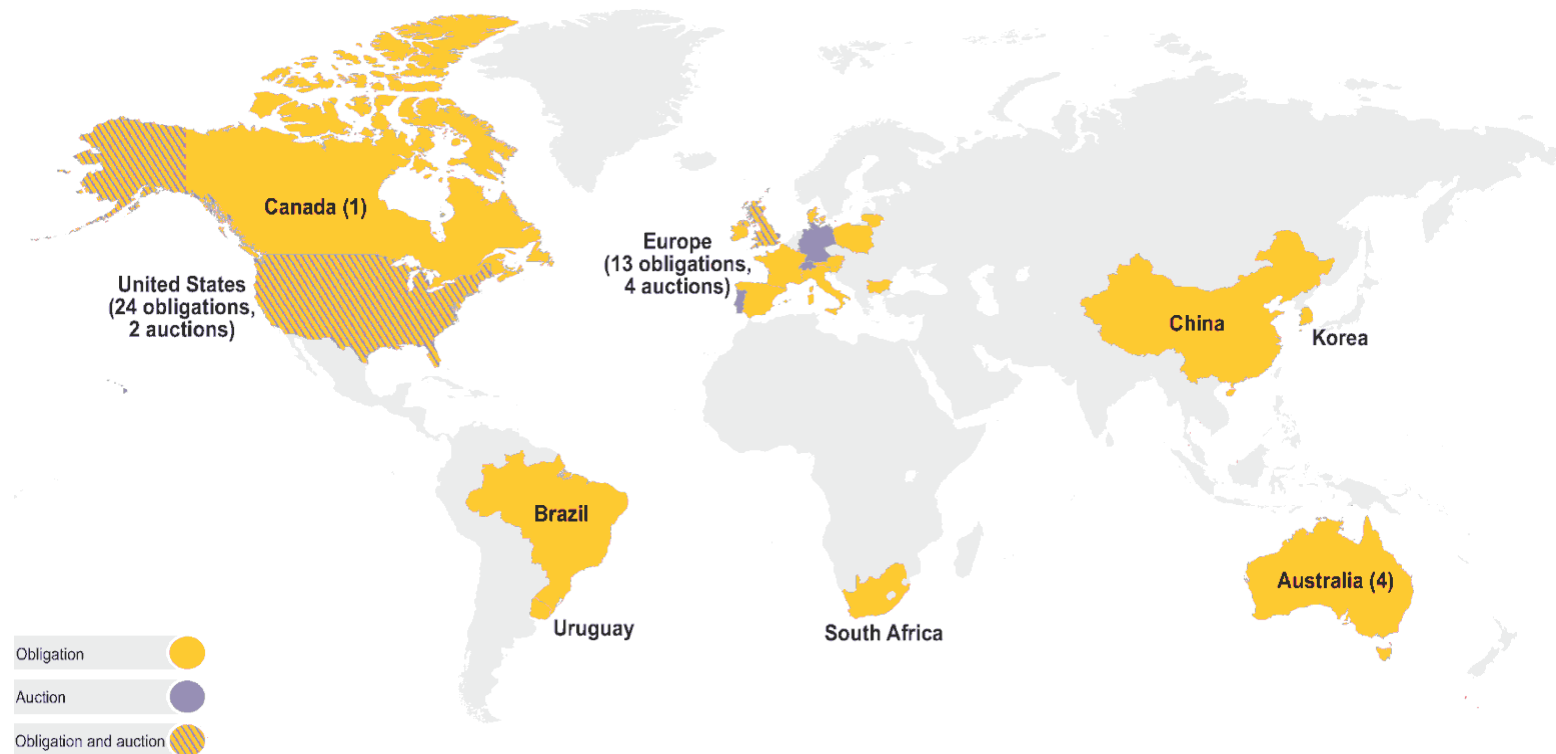 Canada (1)
United States
(24 obligations,
2 auctions)
Europe
(13 obligations,
4 auctions)
China
Korea
Brazil
Uruguay
South Africa
Australia (4)
Obligation
Auction
Obligation and auction